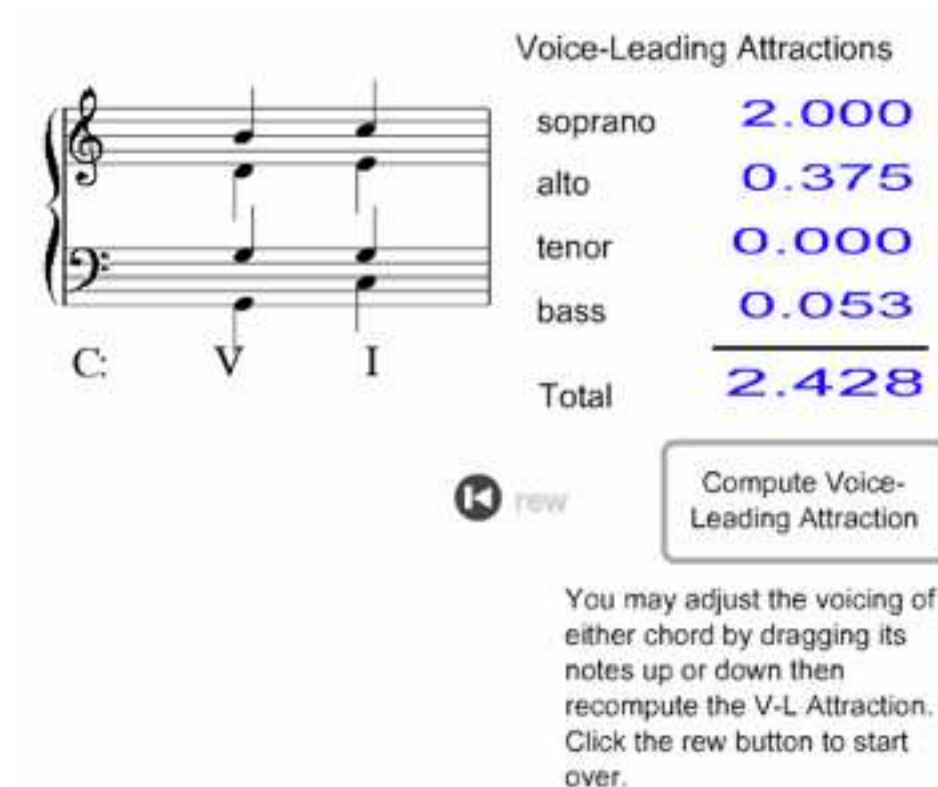 Voice-Leading Attractions
soprano 2.000
alto 0.375
tenor 0.000
bass 0.053
C: V I
Total 2.428
rew
Compute Voice-
Leading Attraction
You may adjust the voicing of
either chord by dragging its
notes up or down then
recompute the V-L Attraction.
Click the rew button to start
over.